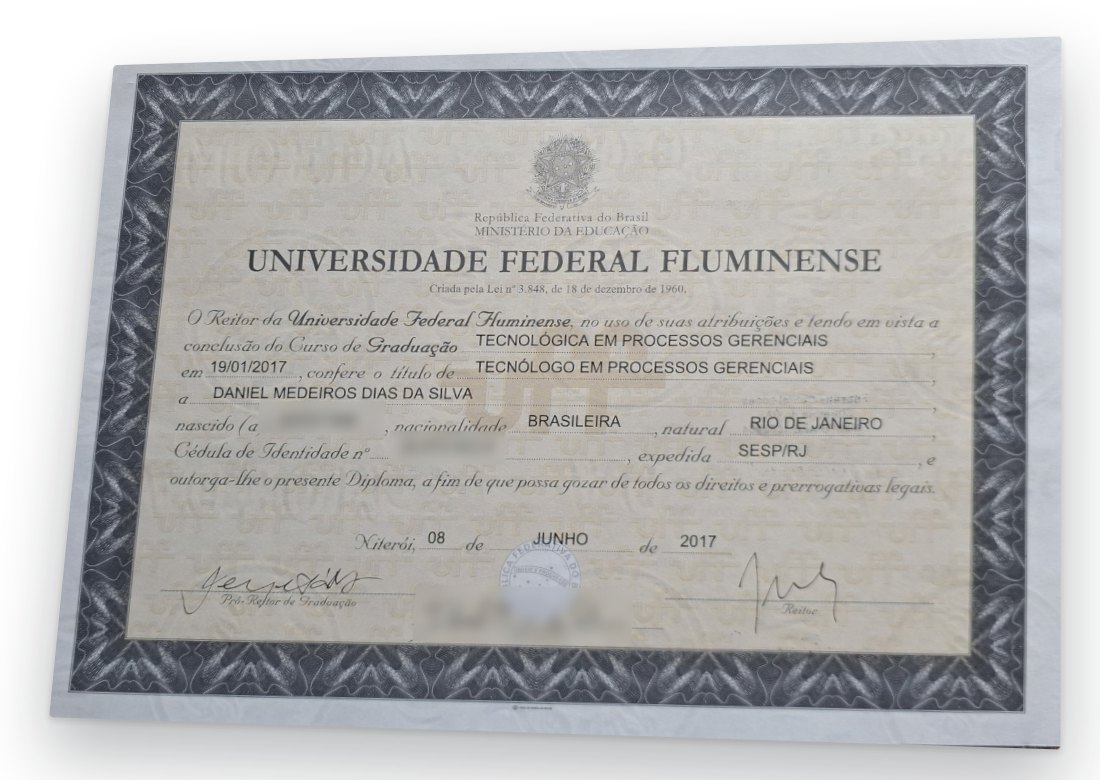 República Federativa do Brasil
MINISTÉRIO DA EDUCAÇÃO
UNIVERSIDADE FEDERAL FLUMINENSE
Criada pela Lei nº 3.848, de 18 de dezembro de 1960.
O Reitor da Universidade Federal Fluminense, no uso de suas atribuições e tendo em vista a
conclusão do Curso de Graduação TECNOLÓGICA EM PROCESSOS GERENCIAIS
em 19/01/2017, confere o título de TECNÓLOGO EM PROCESSOS GERENCIAIS,
a DANIEL MEDEIROS DIAS DA SILVA,
nascido (a , nacionalidade BRASILEIRA, natural RIO DE JANEIRO,
Cédula de Identidade nº , expedida SESP/RJ, e
outorga-lhe o presente Diploma, a fim de que possa gozar de todos os direitos e prerrogativas legais.
Niterói, 08 de JUNHO de 2017
Pró-Reitor de Graduação
Reitor